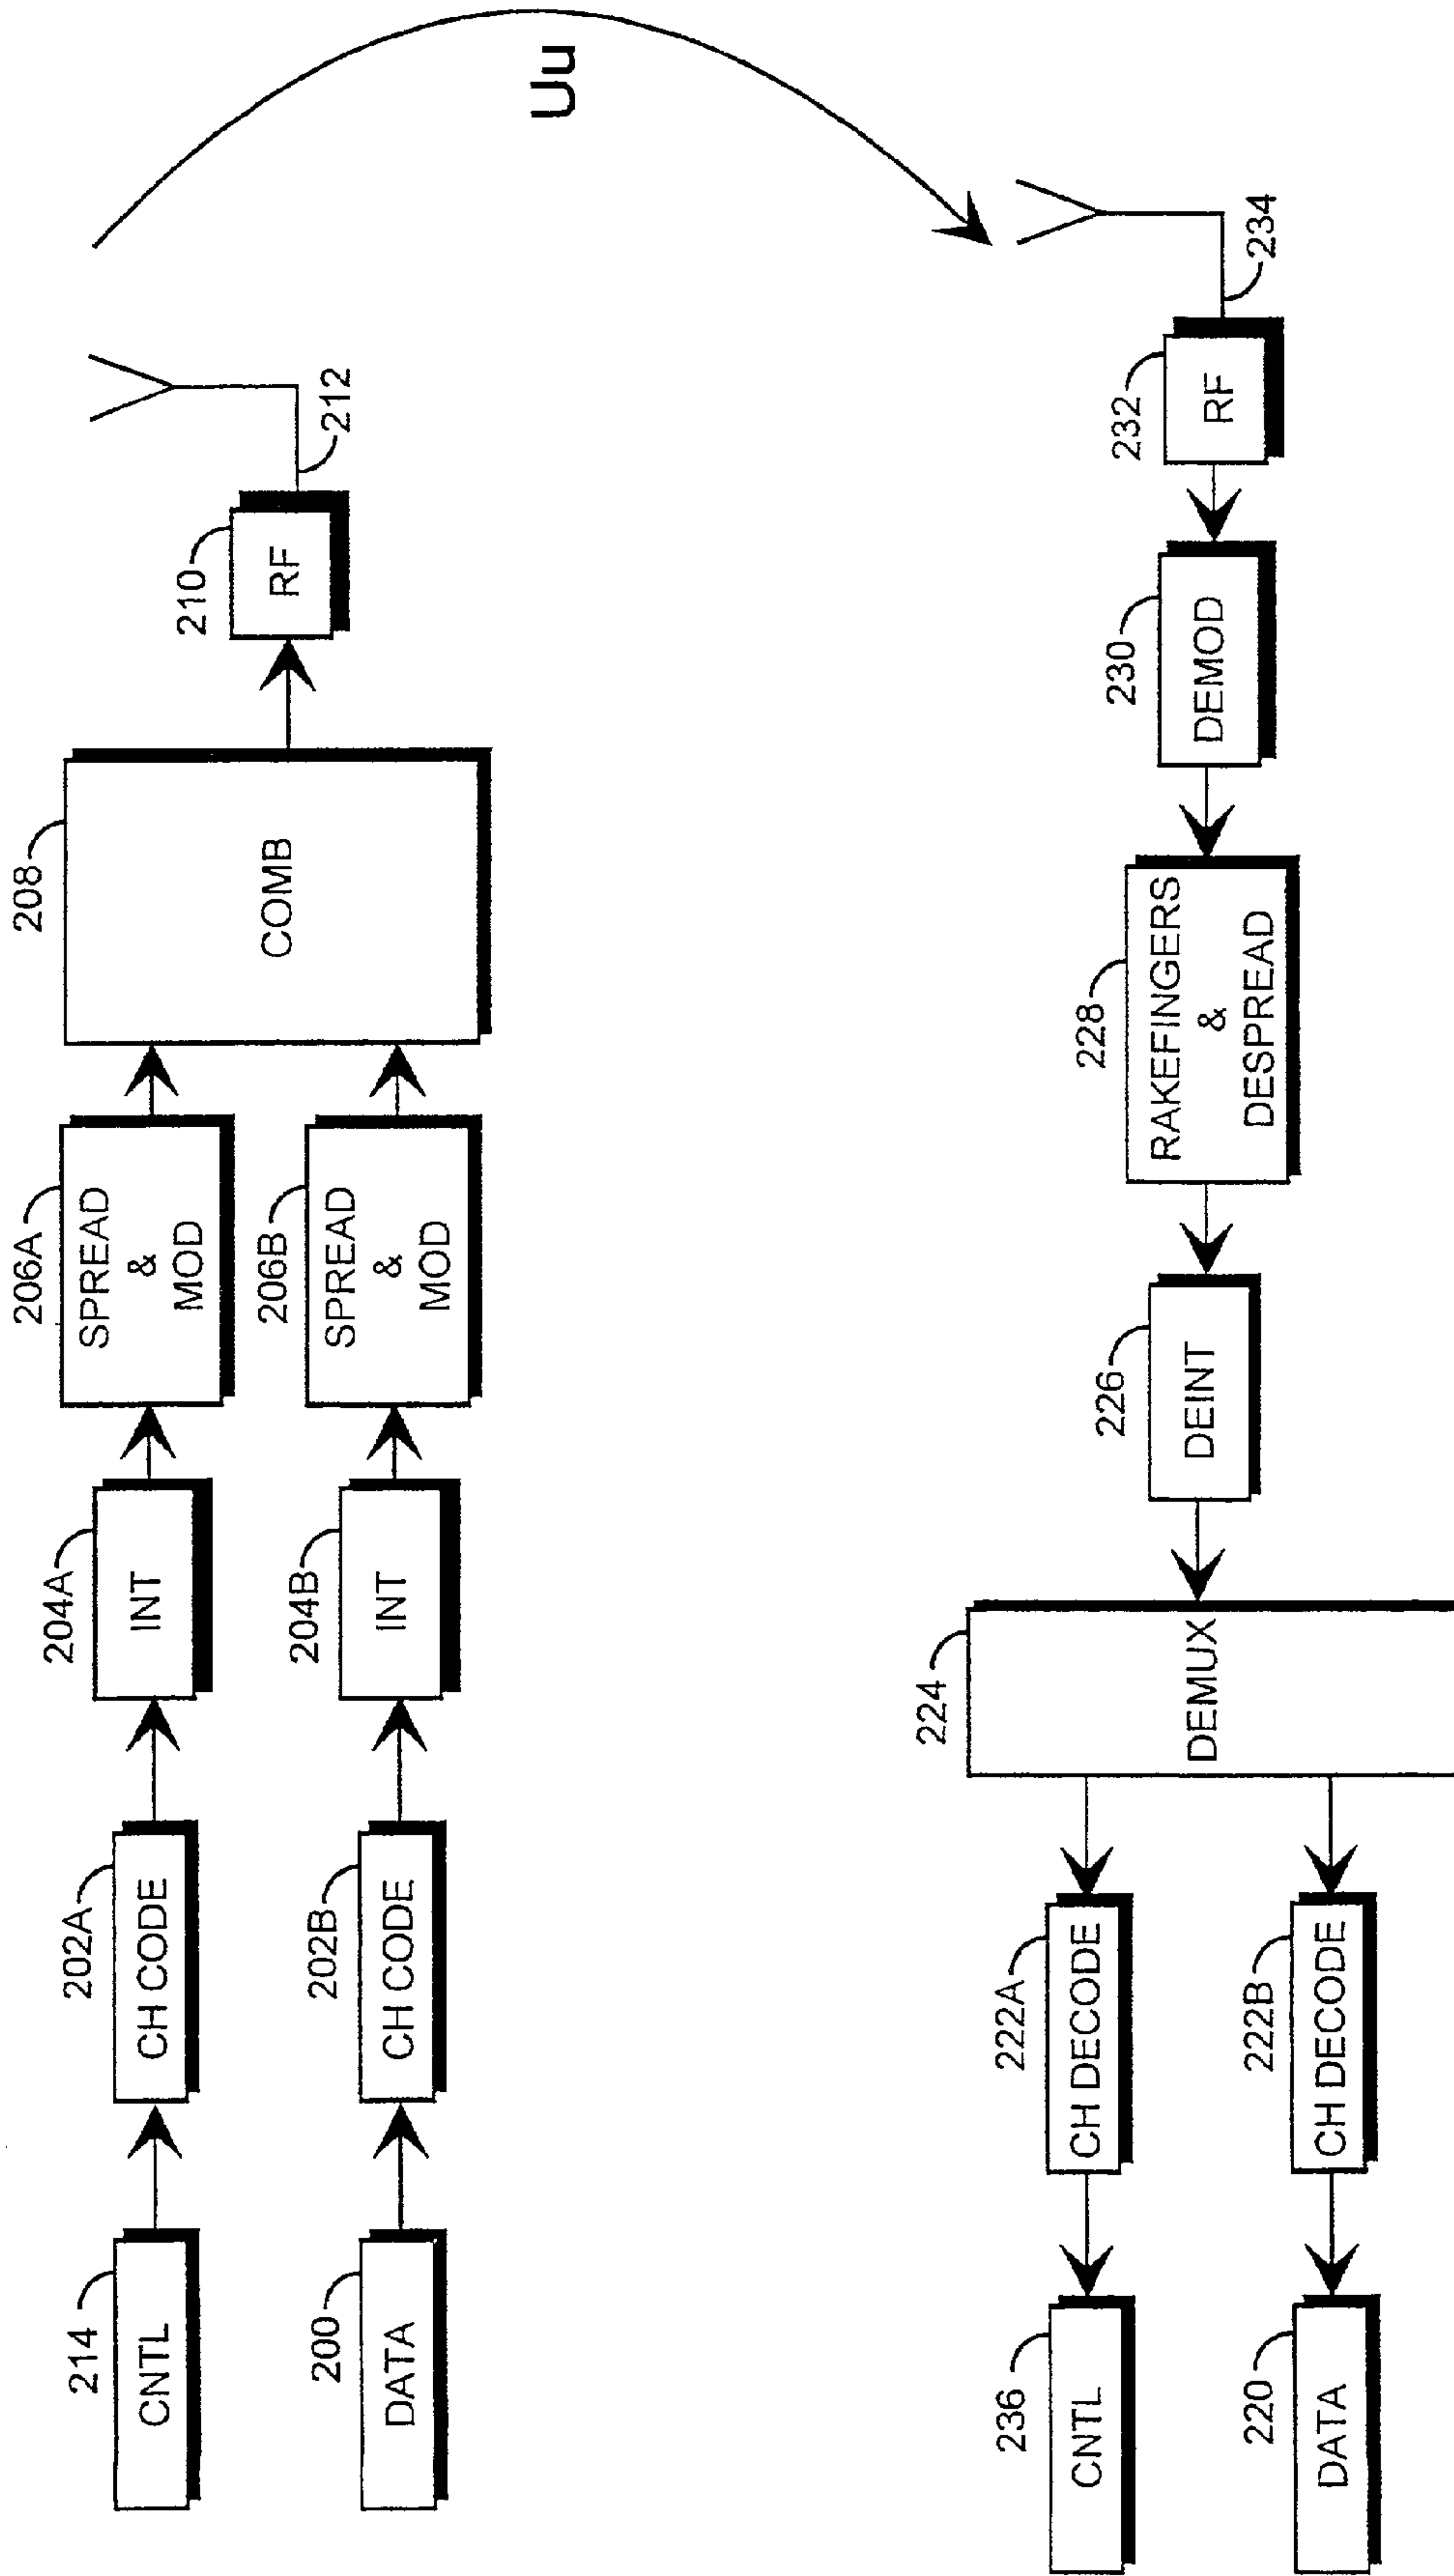 214
CNTL
202A
CH CODE
204A
INT
206A
SPREAD
&
MOD
208
COMB
210
RF
212
200
DATA
202B
CH CODE
204B
INT
206B
SPREAD
&
MOD
Uu
236
CNTL
222A
CH DECODE
224
DEMUX
226
DEINT
228
RAKEFINGERS
&
DESPREAD
230
DEMOD
232
RF
234
220
DATA
222B
CH DECODE